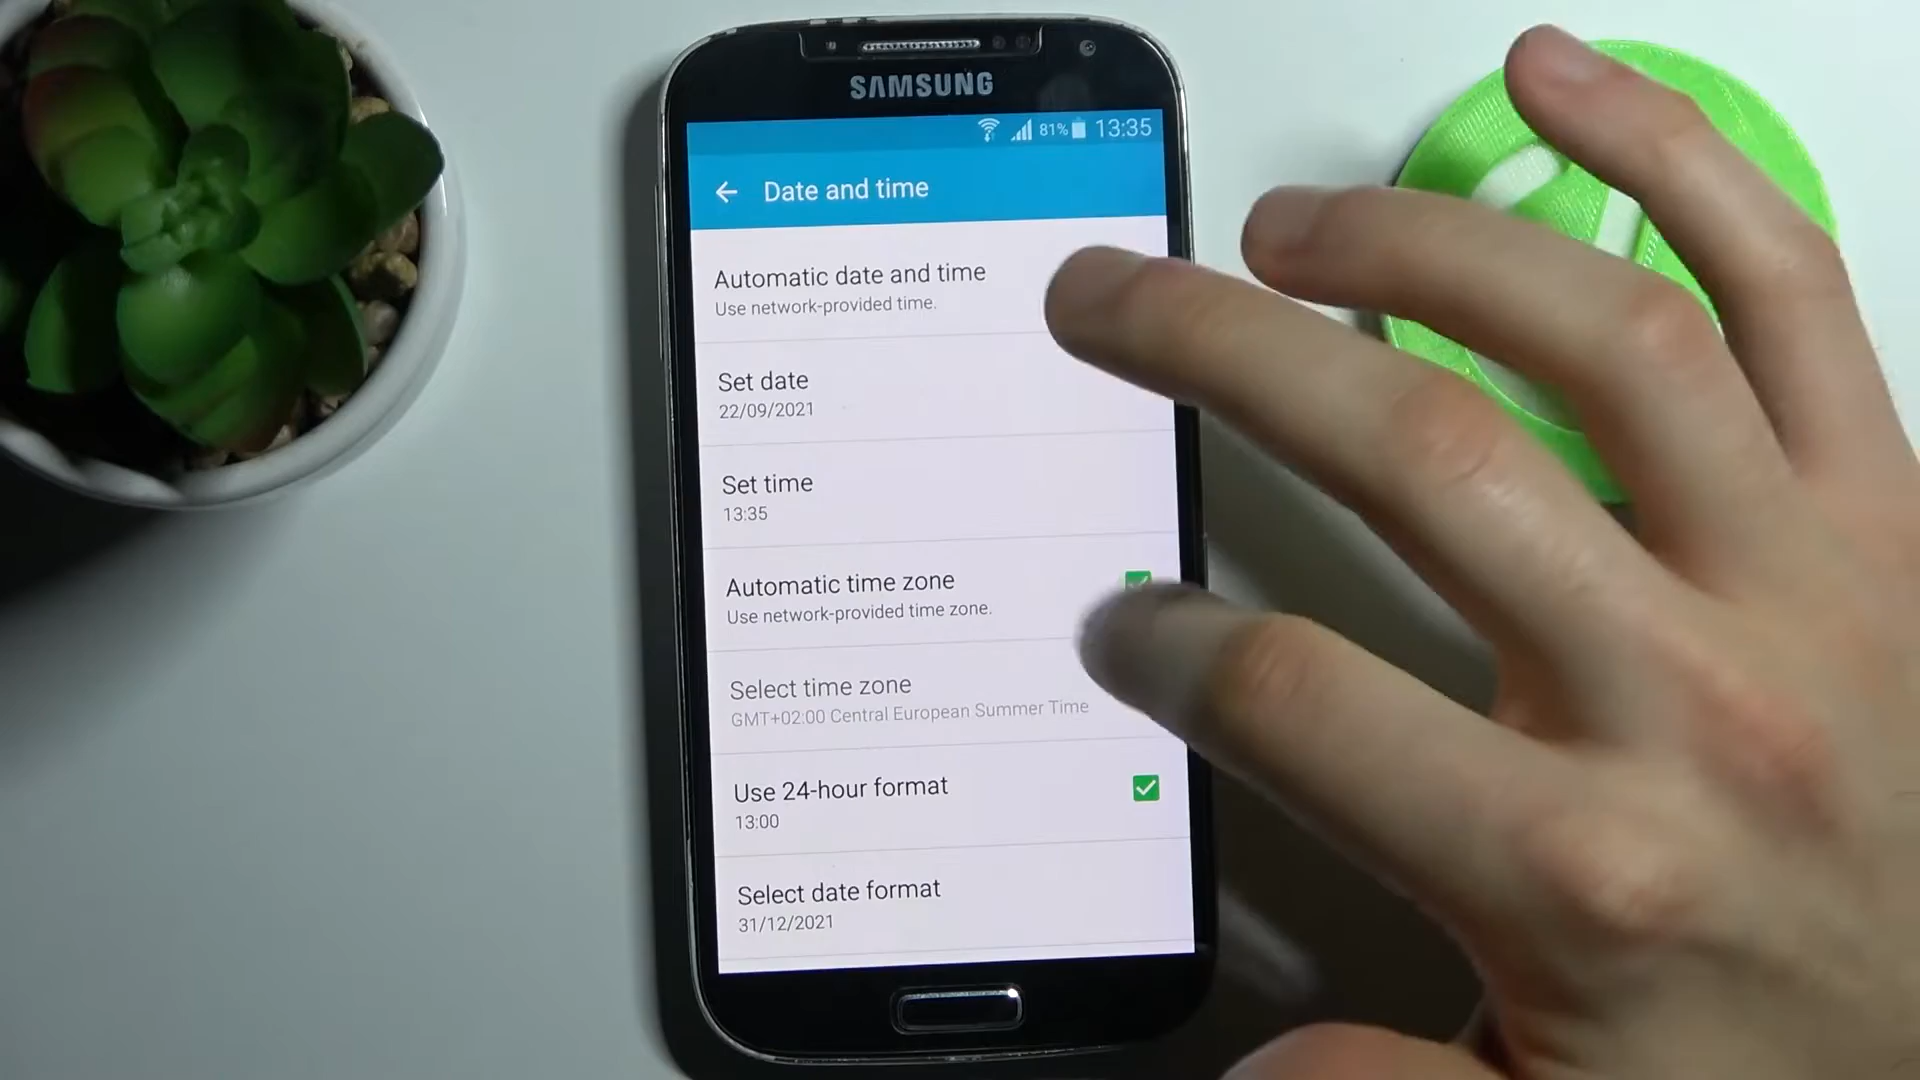 SAMSUNG
81% 13:35
Date and time
Automatic date and time
Use network-provided time.
Set date
22/09/2021
Set time
13:35
Automatic time zone
Use network-provided time zone.
Select time zone
GMT+02:00 Central European Summer Time
Use 24-hour format
13:00
Select date format
31/12/2021